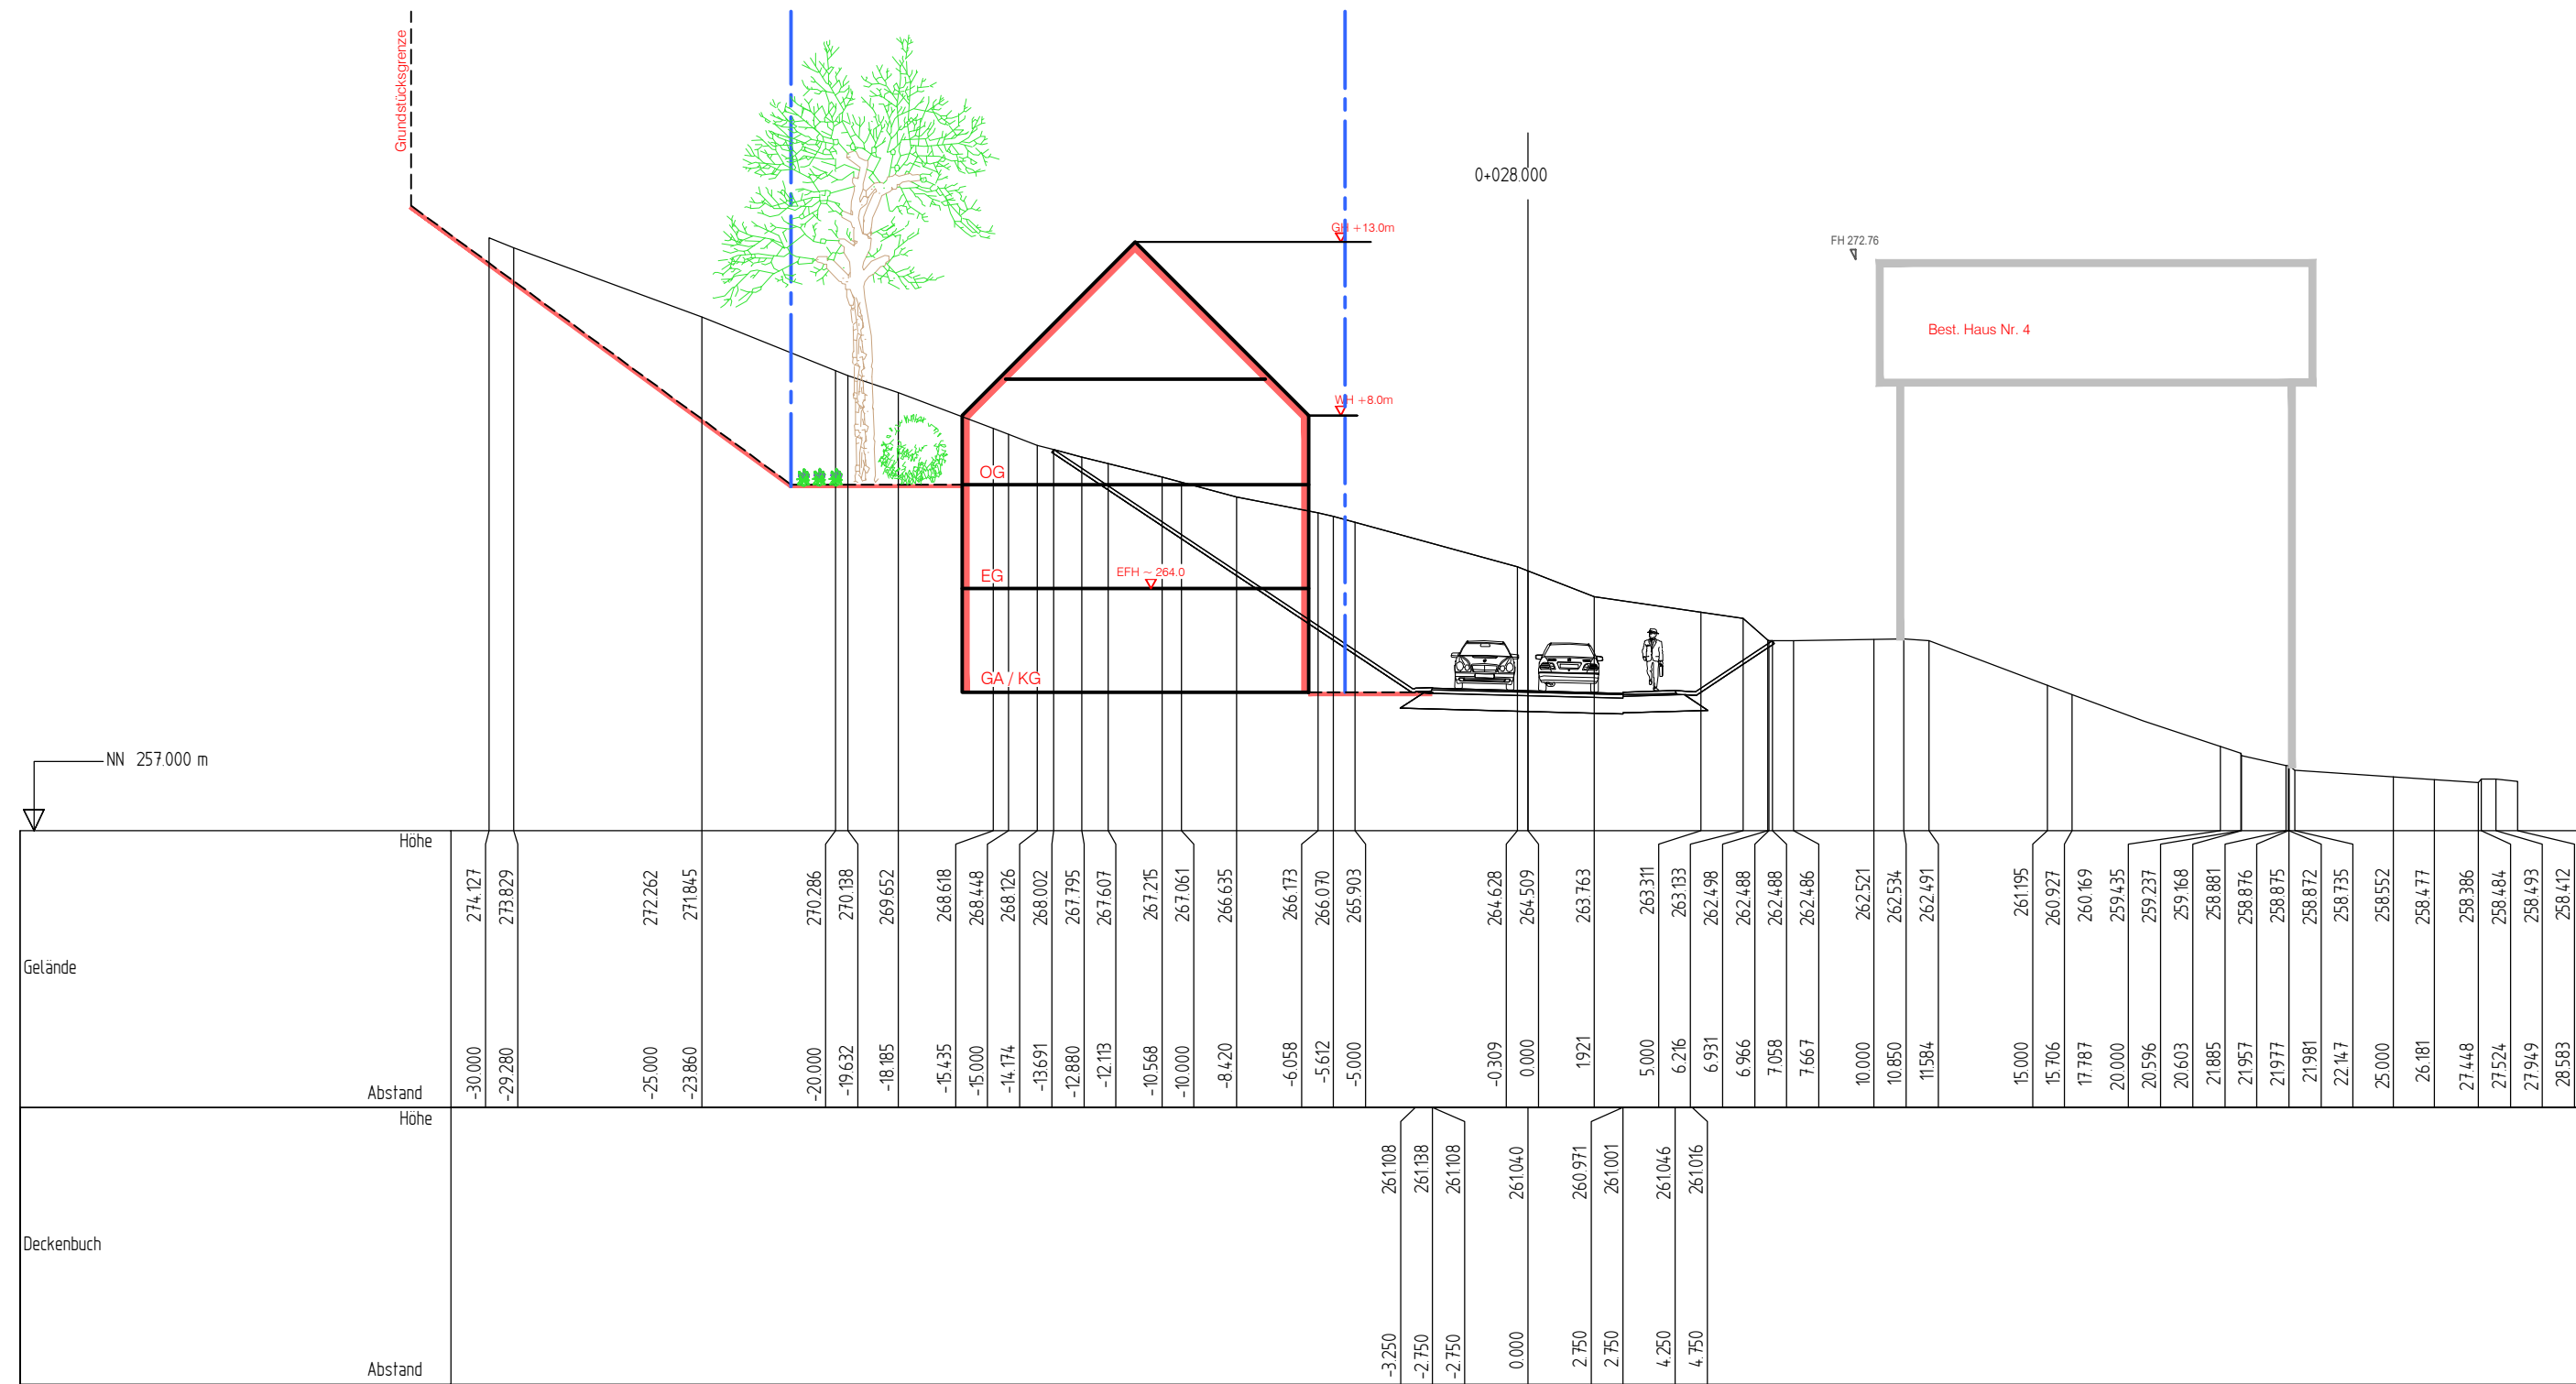 Grundstücksgrenze
0+028.000
GH +13.0m
FH 272.76
Best. Haus Nr. 4
WH +8.0m
OG
EG
EFH ~ 264.0
GA / KG
NN 257.000 m
Höhe
274.127 273.829 272.262 271.845 270.286 270.138 269.652 268.618 268.448 268.126 268.002 267.795 267.607 267.215 267.061 266.635 266.173 266.070 265.903 264.628 264.509 263.763 263.311 263.133 262.498 262.488 262.488 262.486 262.521 262.534 262.491 261.195 260.927 260.169 259.435 259.237 259.168 258.881 258.876 258.875 258.872 258.735 258.552 258.477 258.386 258.484 258.493 258.412
Gelände
-30.000 -29.280 -25.000 -23.860 -20.000 -19.632 -18.185 -15.435 -15.000 -14.174 -13.691 -12.880 -12.113 -10.568 -10.000 -8.420 -6.058 -5.612 -5.000 -0.309 0.000 1.921 5.000 6.216 6.931 6.966 7.058 7.667 10.000 10.850 11.584 15.000 15.706 17.787 20.000 20.596 20.603 21.885 21.957 21.977 21.981 22.147 25.000 26.181 27.448 27.524 27.949 28.583
Abstand
Höhe
261.108 261.138 261.108 261.040 260.971 261.001 261.046 261.016
Deckenbuch
-3.250 -2.750 -2.750 0.000 2.750 2.750 4.250 4.750
Abstand